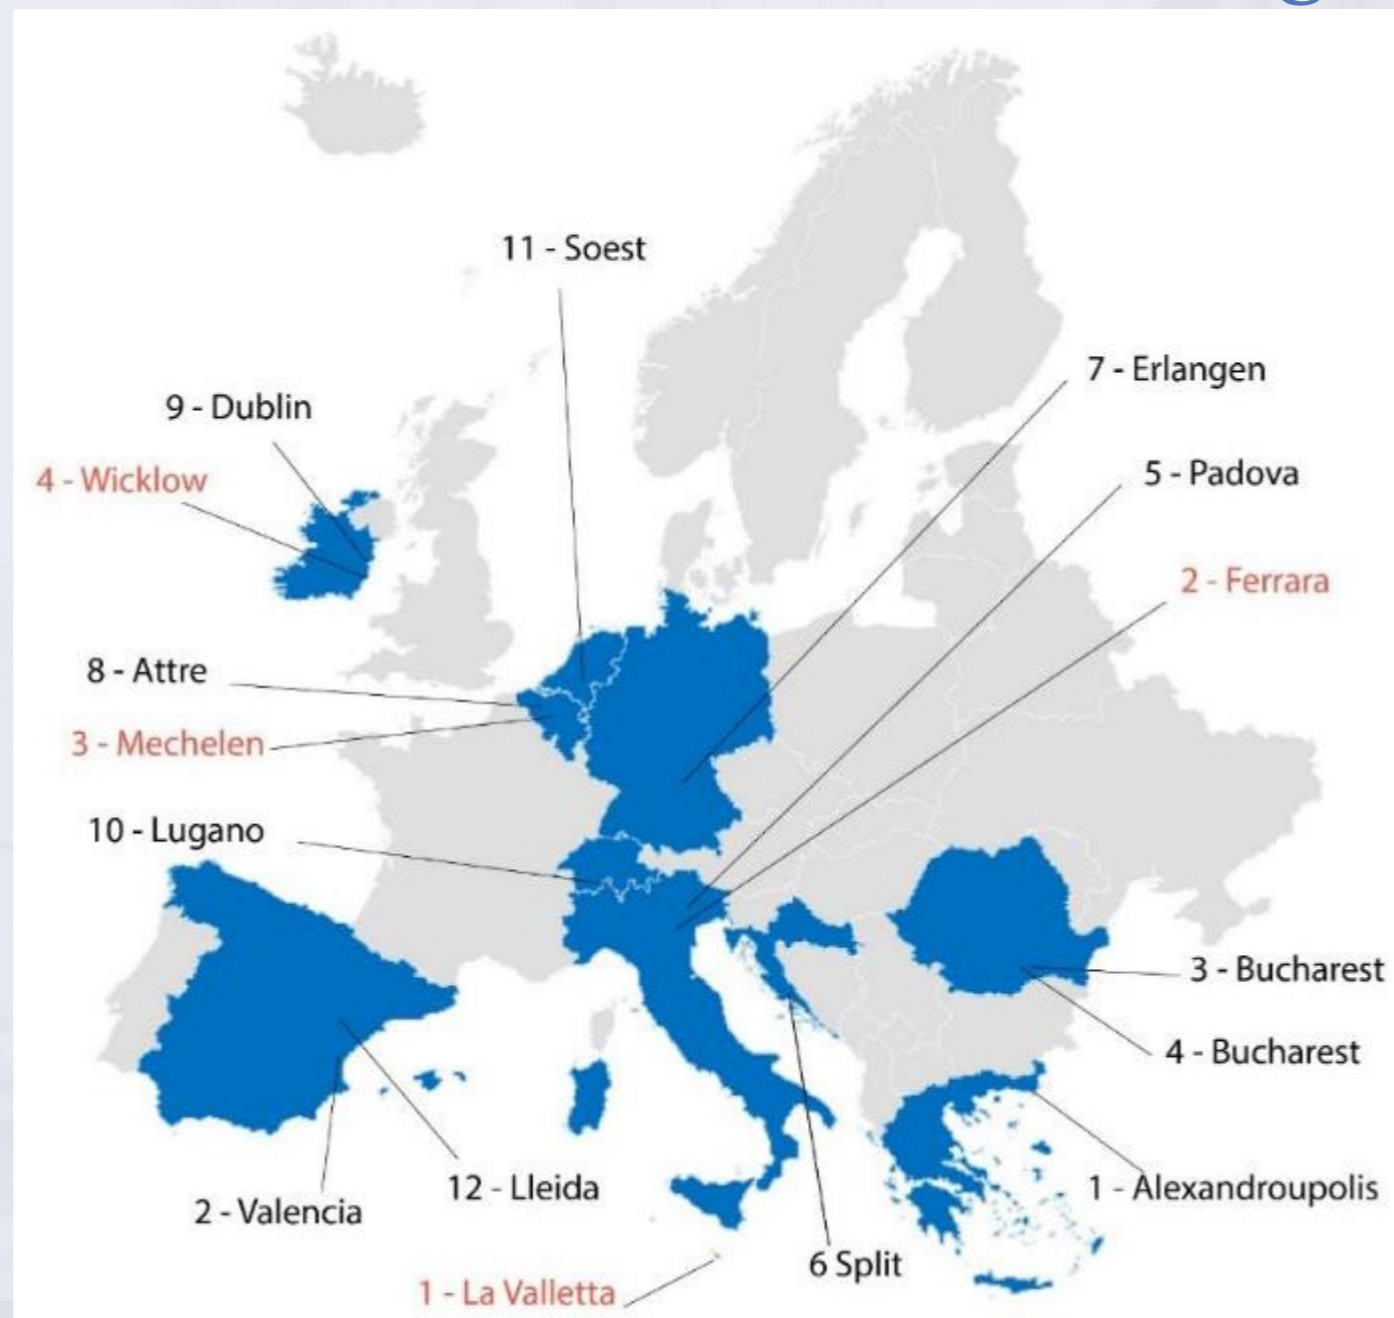 11 - Soest
7 - Erlangen
9 - Dublin
5 - Padova
4 - Wicklow
2 - Ferrara
8 - Attre
3 - Mechelen
10 - Lugano
3 - Bucharest
4 - Bucharest
12 - Lleida
1 - Alexandroupolis
2 - Valencia
6 Split
1 - La Valletta